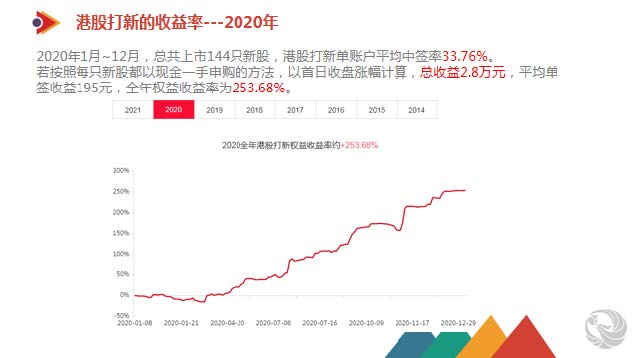 港股打新的收益率---2020年
2020年1月~12月，总共上市144只新股，港股打新单账户平均中签率33.76%。
若按照每只新股都以现金一手申购的方法，以首日收盘涨幅计算，总收益2.8万元，平均单
签收益195元，全年权益收益率为253.68%。
2021 2020 2019 2018 2017 2016 2015 2014
2020全年港股打新权益收益率约+253.68%
300%
250%
200%
150%
100%
50%
0%
-50%
2020-01-08 2020-01-21 2020-04-30 2020-07-06 2020-07-16 2020-10-09 2020-11-17 2020-12-29